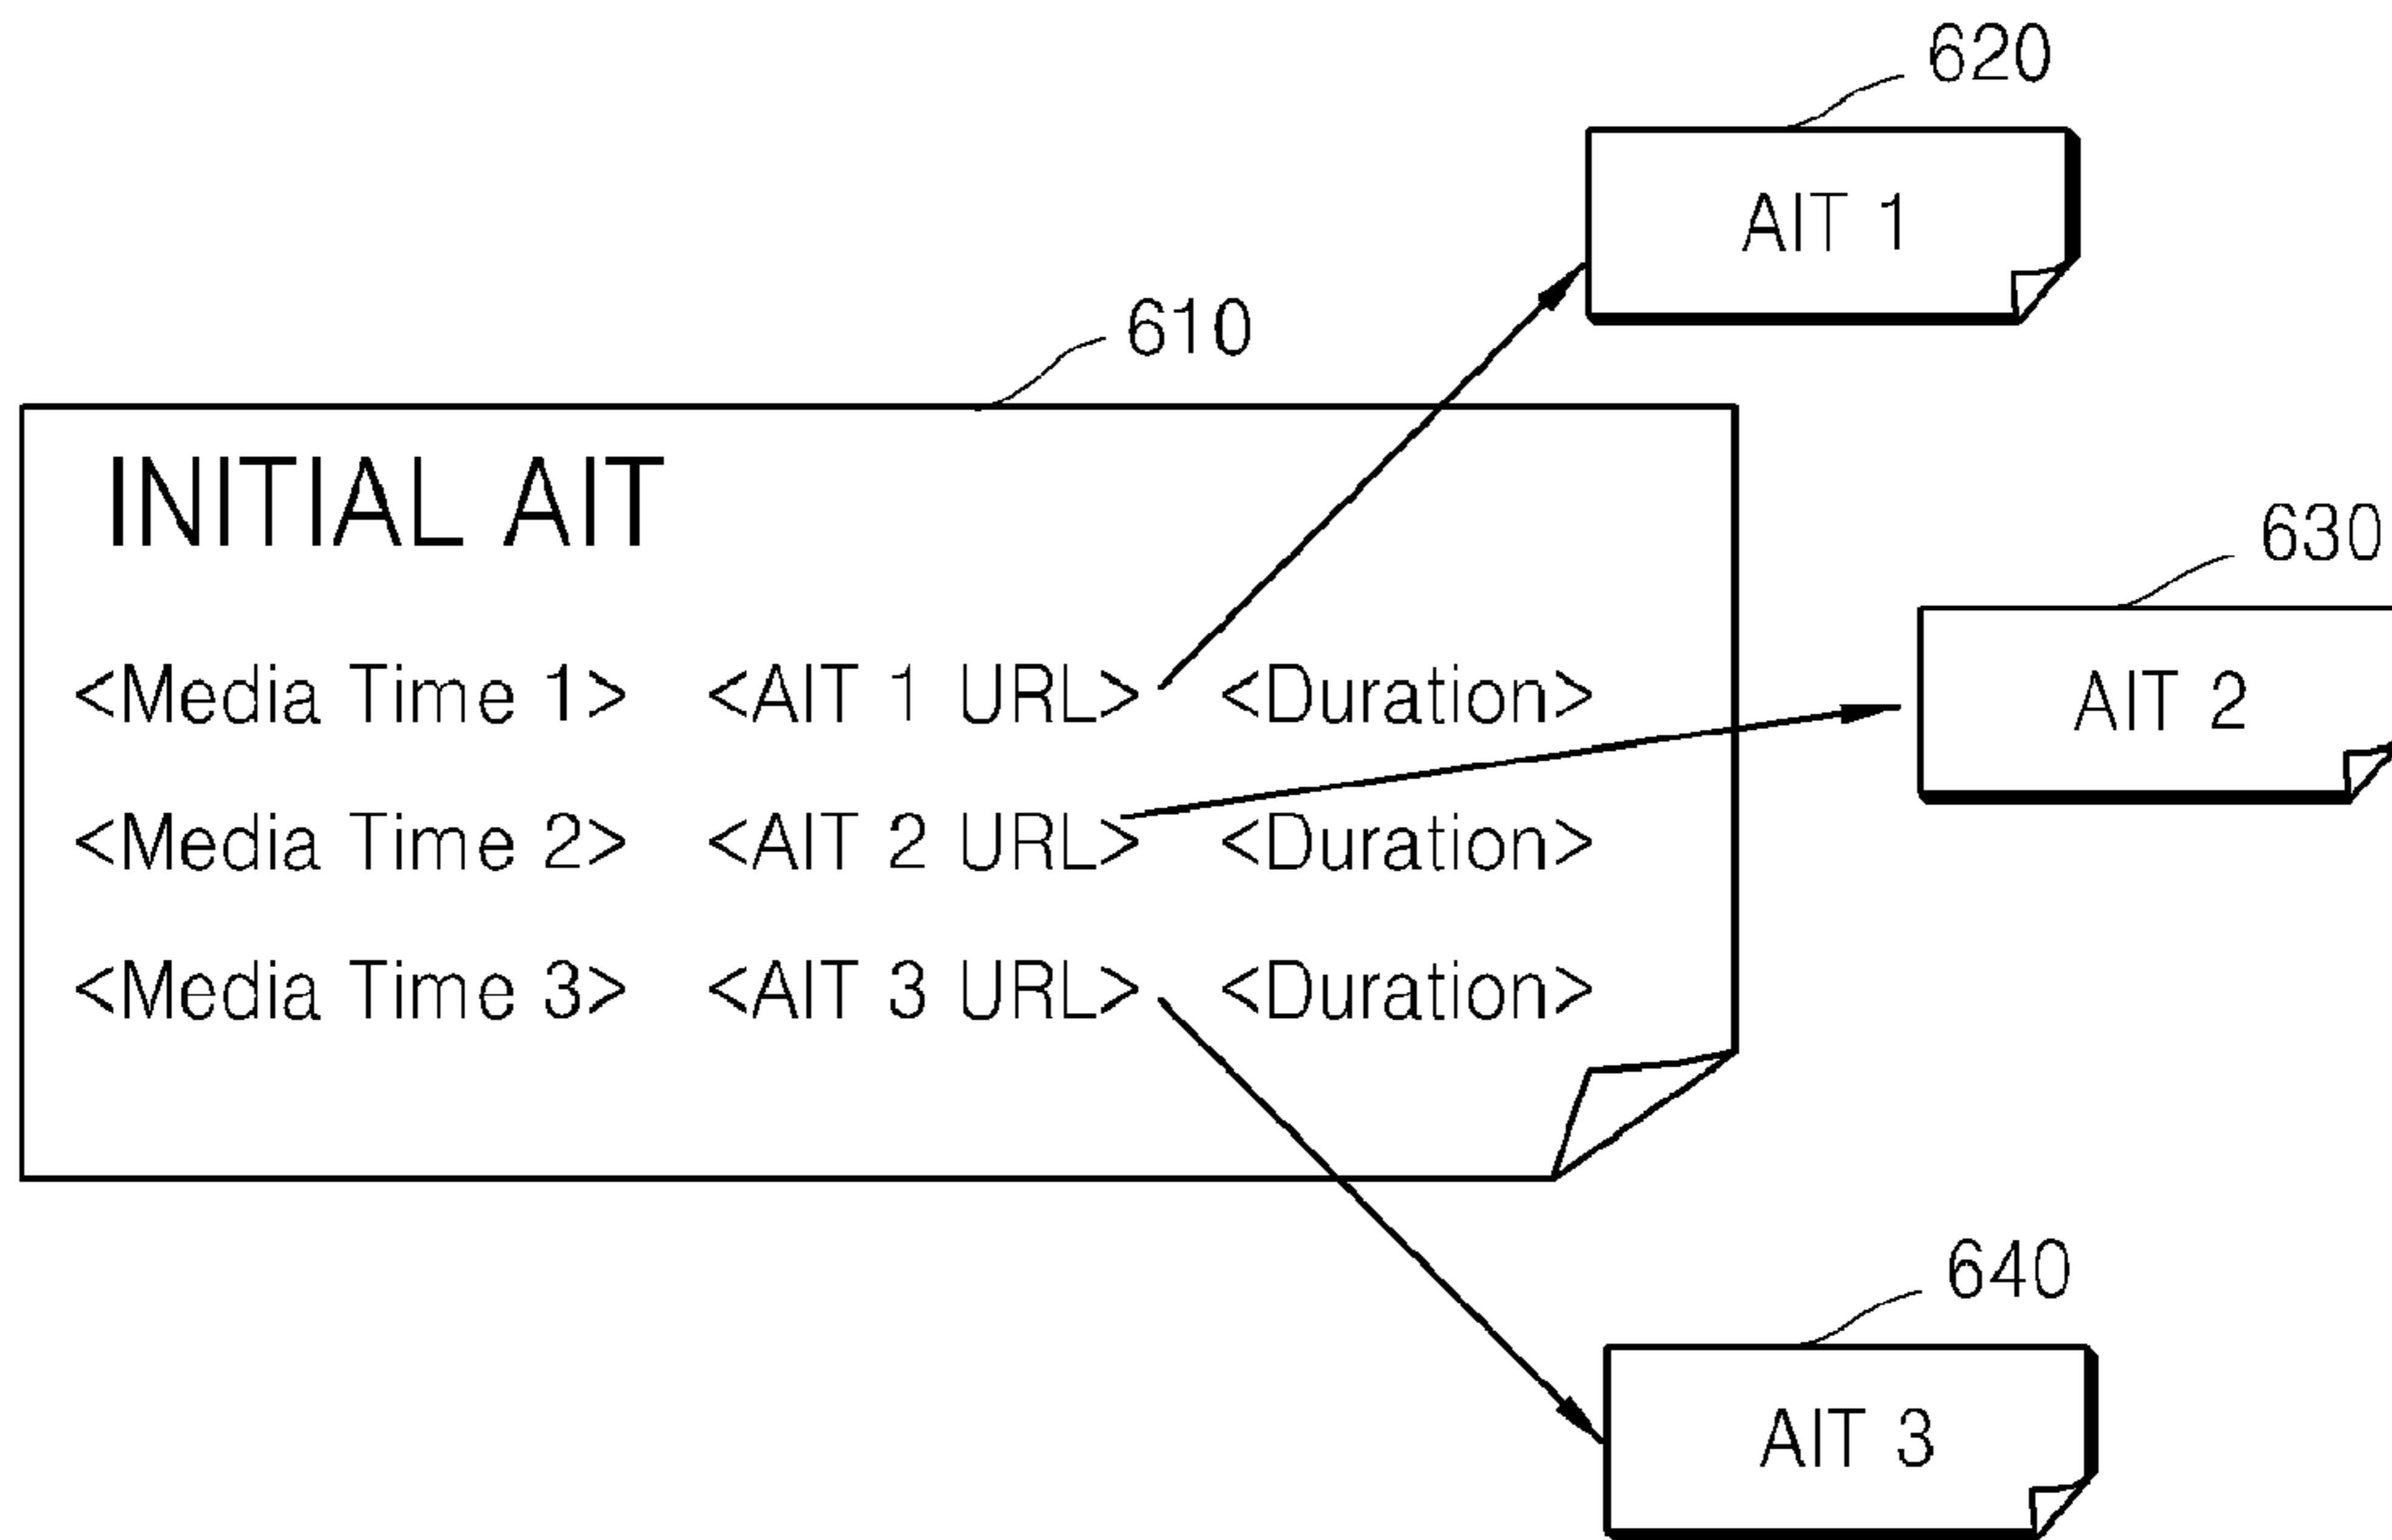 620
AIT 1
610
INITIAL AIT
630
<Media Time 1> <AIT 1 URL> <Duration>
AIT 2
<Media Time 2> <AIT 2 URL> <Duration>
<Media Time 3> <AIT 3 URL> <Duration>
640
AIT 3